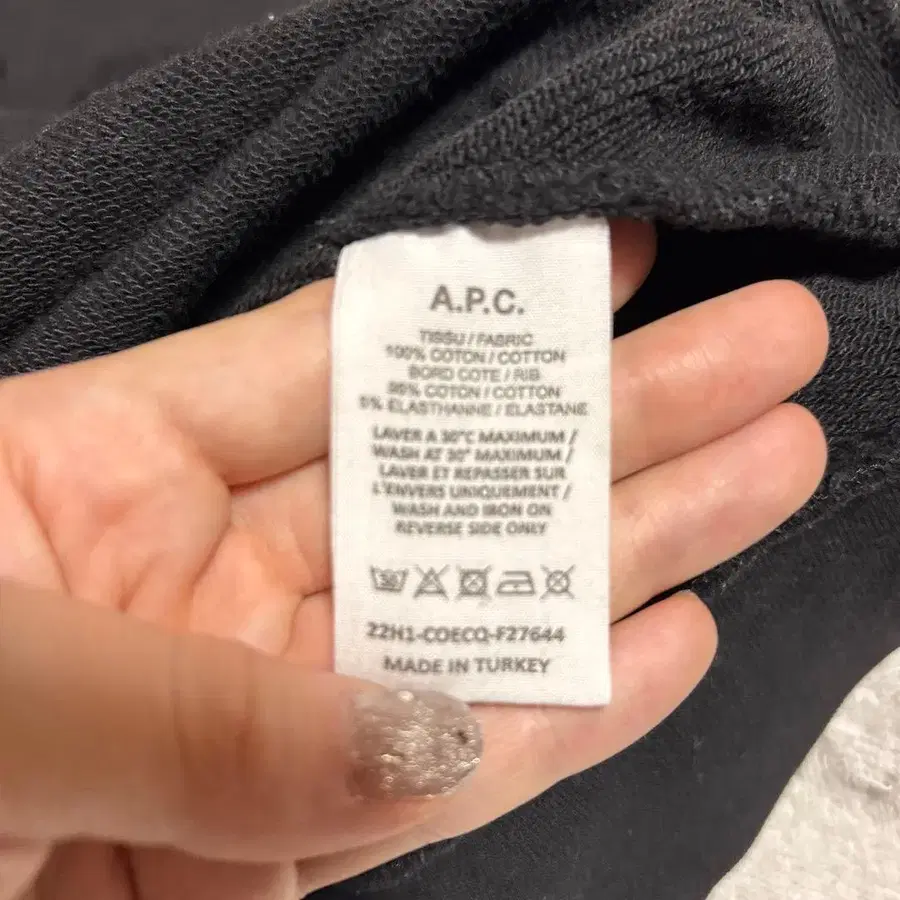 A.P.C.
TISSU / FABRIC
100% COTON / COTTON
BORD COTE / RIB
95% COTON / COTTON
5% ELASTHANNE / ELASTANE
LAVER A 30°C MAXIMUM /
WASH AT 30° MAXIMUM /
LAVER ET REPASSER SUR
L'ENVERS UNIQUEMENT /
WASH AND IRON ON
REVERSE SIDE ONLY
30
22H1-COECQ-F27644
MADE IN TURKEY